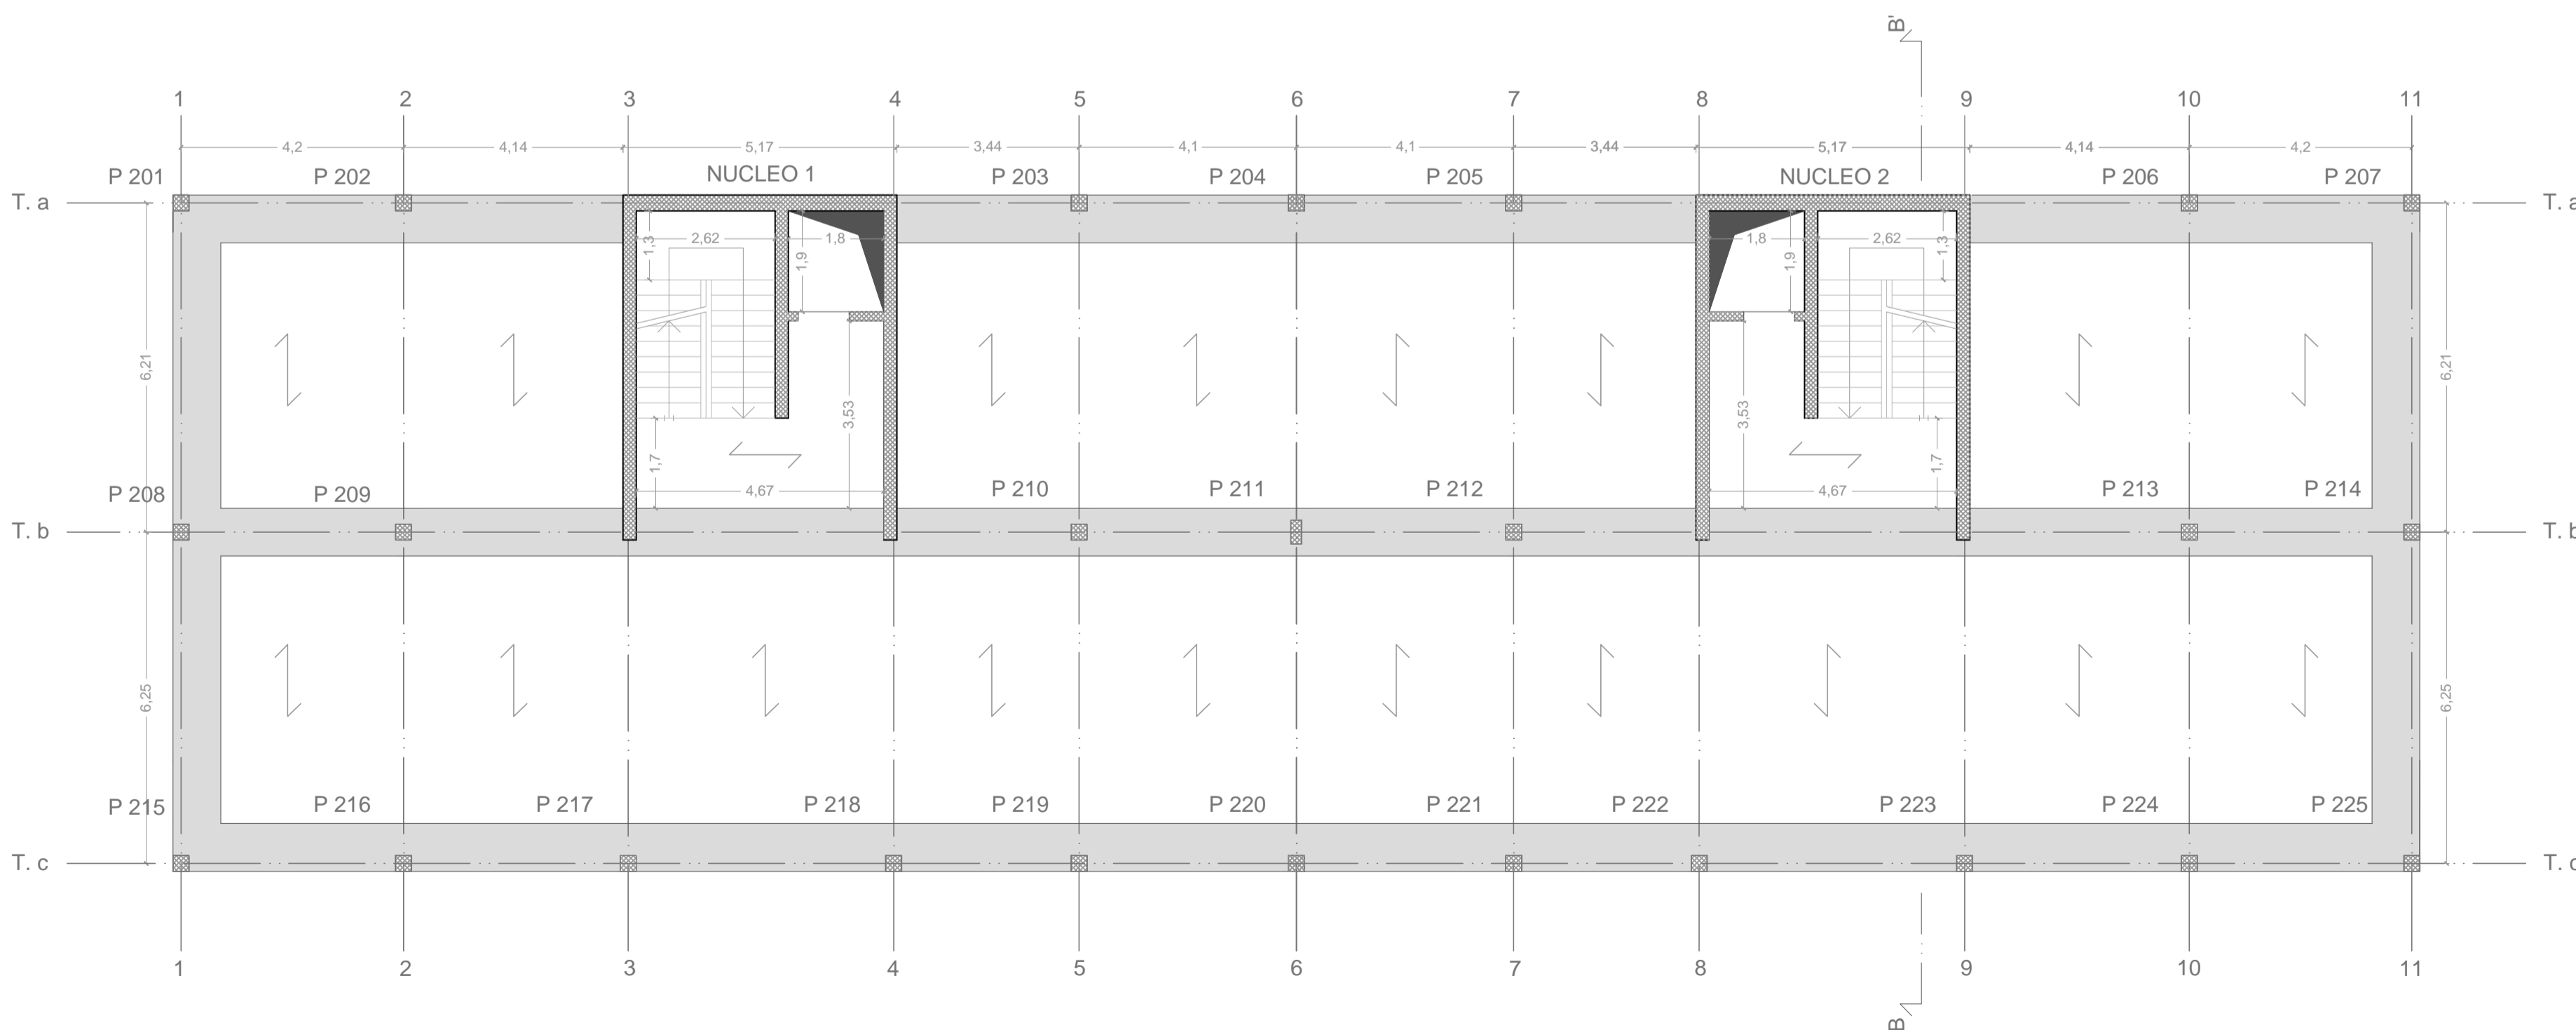 B'
1 2 3 4 5 6 7 8 9 10 11
4,2 4,14 5,17 3,44 4,1 4,1 3,44 5,17 4,14 4,2
P 201 P 202 NUCLEO 1 P 203 P 204 P 205 NUCLEO 2 P 206 P 207
T. a T. a
1,3 2,62 1,8 1,9 1,8 1,9 2,62 1,3
6,21 6,21
3,53 3,53
1,7 4,67 4,67 1,7
P 208 P 209 P 210 P 211 P 212 P 213 P 214
T. b T. b
6,25 6,25
P 215 P 216 P 217 P 218 P 219 P 220 P 221 P 222 P 223 P 224 P 225
T. c T. c
1 2 3 4 5 6 7 8 9 10 11
B